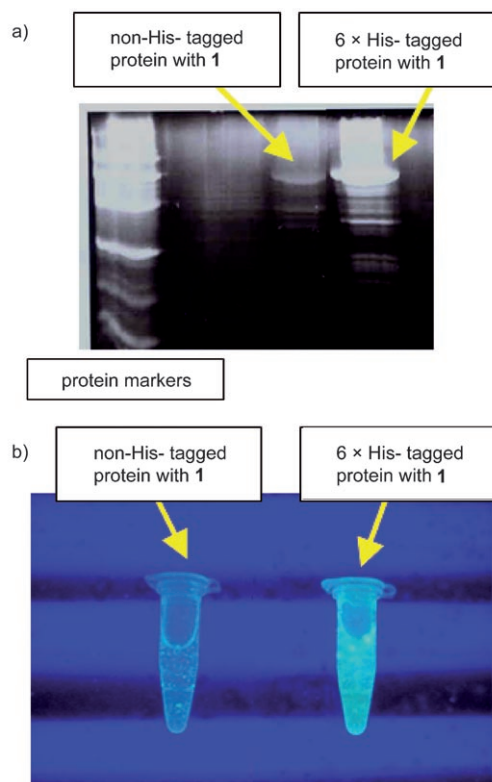 a)
non-His- tagged
protein with 1
6 × His- tagged
protein with 1
protein markers
b)
non-His- tagged
protein with 1
6 × His- tagged
protein with 1